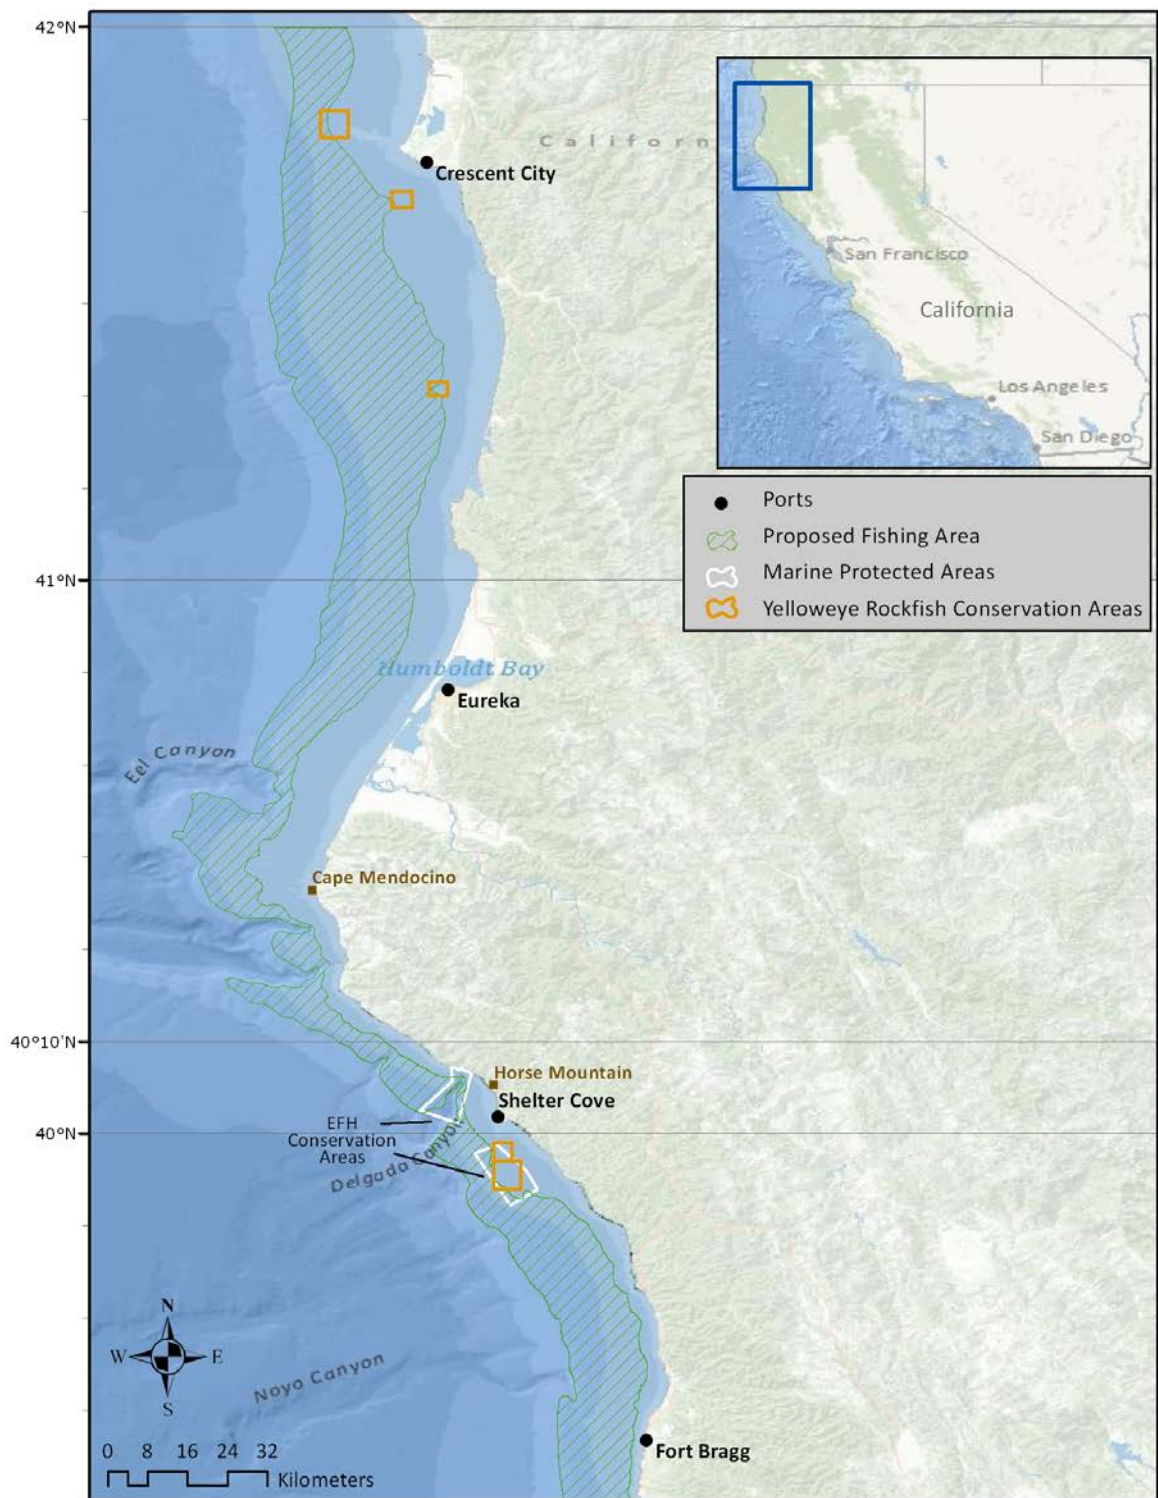 42°N
Californ
Crescent City
San Francisco
California
Los Angeles
San Diego
Ports
Proposed Fishing Area
Marine Protected Areas
Yelloweye Rockfish Conservation Areas
41°N
Humboldt Bay
Eureka
Eel Canyon
Cape Mendocino
40°10'N
Horse Mountain
Shelter Cove
EFH
Conservation
Areas
40°N
Delgada Canyon
N
W
E
S
Noyo Canyon
Fort Bragg
0 8 16 24 32
Kilometers